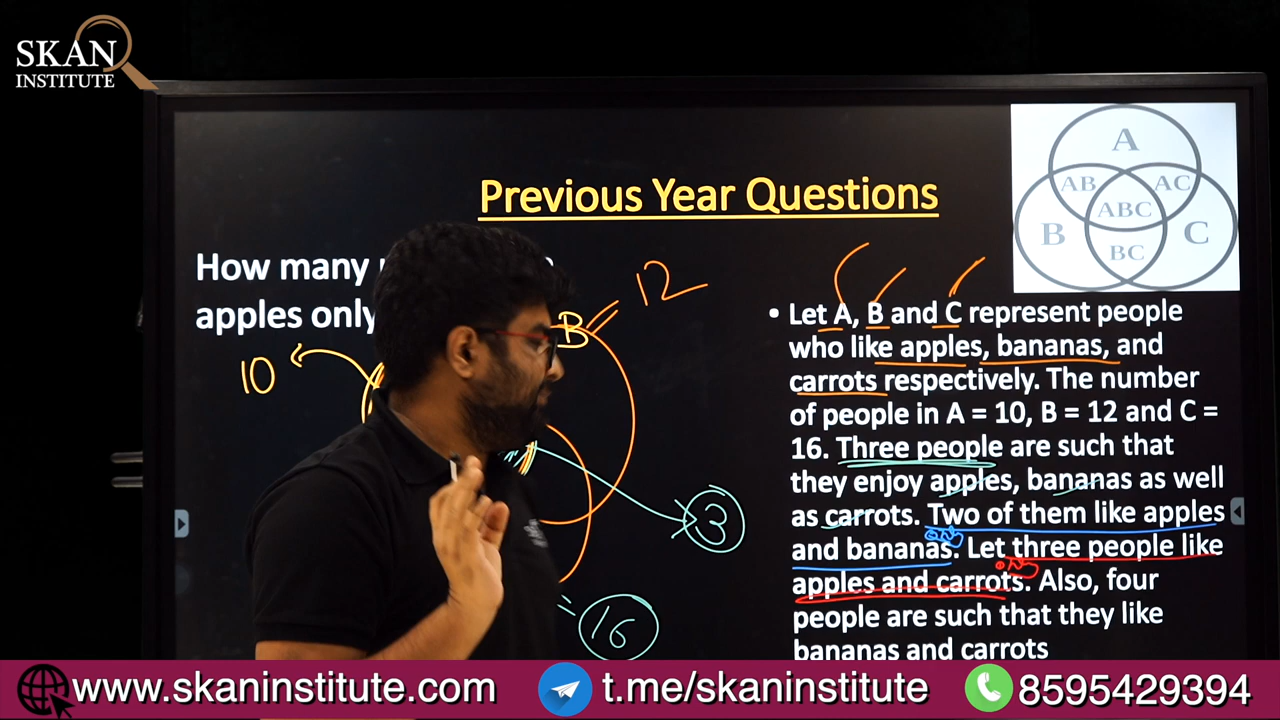 SKAN
INSTITUTE
Previous Year Questions
A
AB
AC
ABC
B
C
BC
How many
apples only
10
B
12
3
16
• Let A, B and C represent people
who like apples, bananas, and
carrots respectively. The number
of people in A = 10, B = 12 and C =
16. Three people are such that
they enjoy apples, bananas as well
as carrots. Two of them like apples
only
and bananas. Let three people like
only
apples and carrots. Also, four
people are such that they like
bananas and carrots
www.skaninstitute.com
t.me/skaninstitute
8595429394